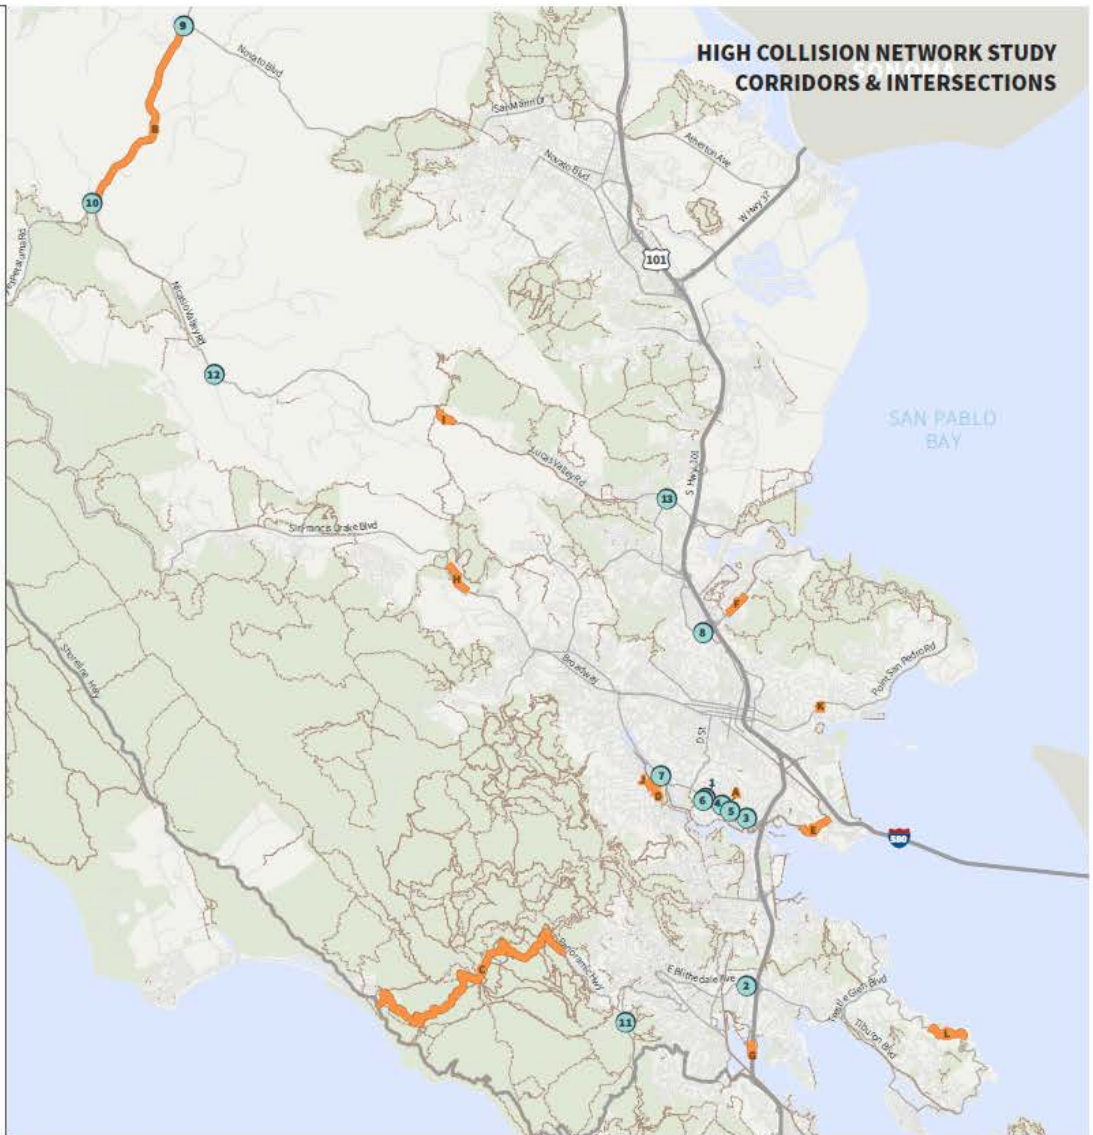 HIGH COLLISION NETWORK STUDY
SONOMA
CORRIDORS & INTERSECTIONS
9
Novato Blvd
San Marin Dr
B
Atherton Ave
Novato Blvd
10
W Hwy 37
101
Nicasio Valley Rd
12
I
SAN PABLO
BAY
Lucas Valley Rd
S Hwy 101
13
Sir Francis Drake Blvd
H
F
8
Shoreline Hwy
Broadway
Point San Pedro Rd
K
D St
J
7
G
1
A
6
4
5
3
E
580
Panoramic Hwy
C
E Blithedale Ave
2
Tiburon Blvd
11
L
G